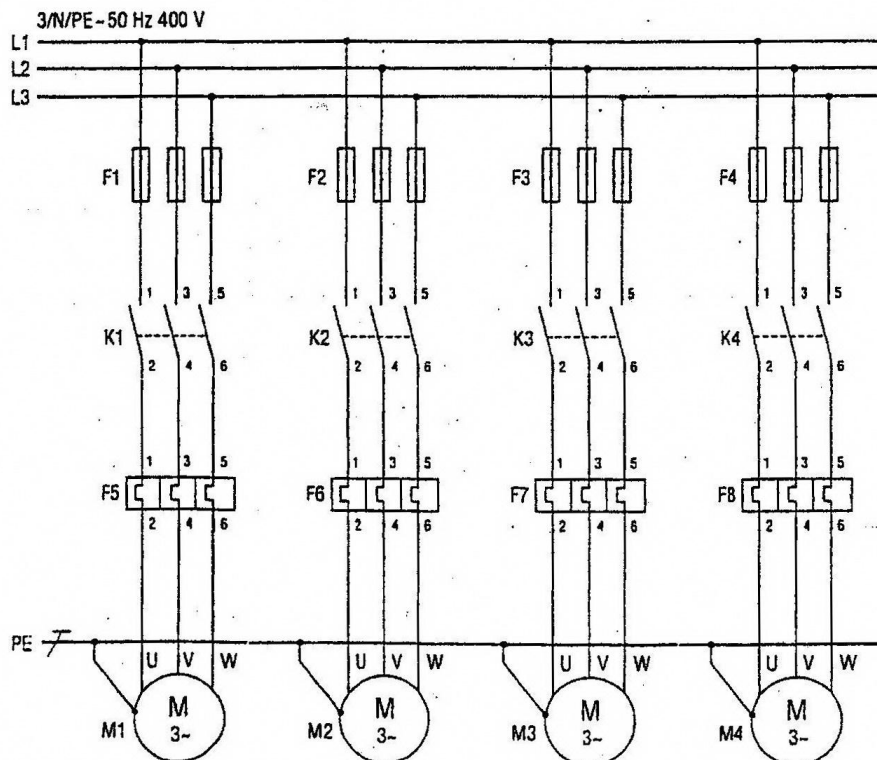 3/N/PE~50 Hz 400 V
L1
L2
L3
F1 F2 F3 F4
1 3 5 1 3 5 1 3 5 1 3 5
K1 K2 K3 K4
2 4 6 2 4 6 2 4 6 2 4 6
1 3 5 1 3 5 1 3 5 1 3 5
F5 F6 F7 F8
2 4 6 2 4 6 2 4 6 2 4 6
PE
U V W U V W U V W U V W
M M M M
M1 3~ M2 3~ M3 3~ M4 3~